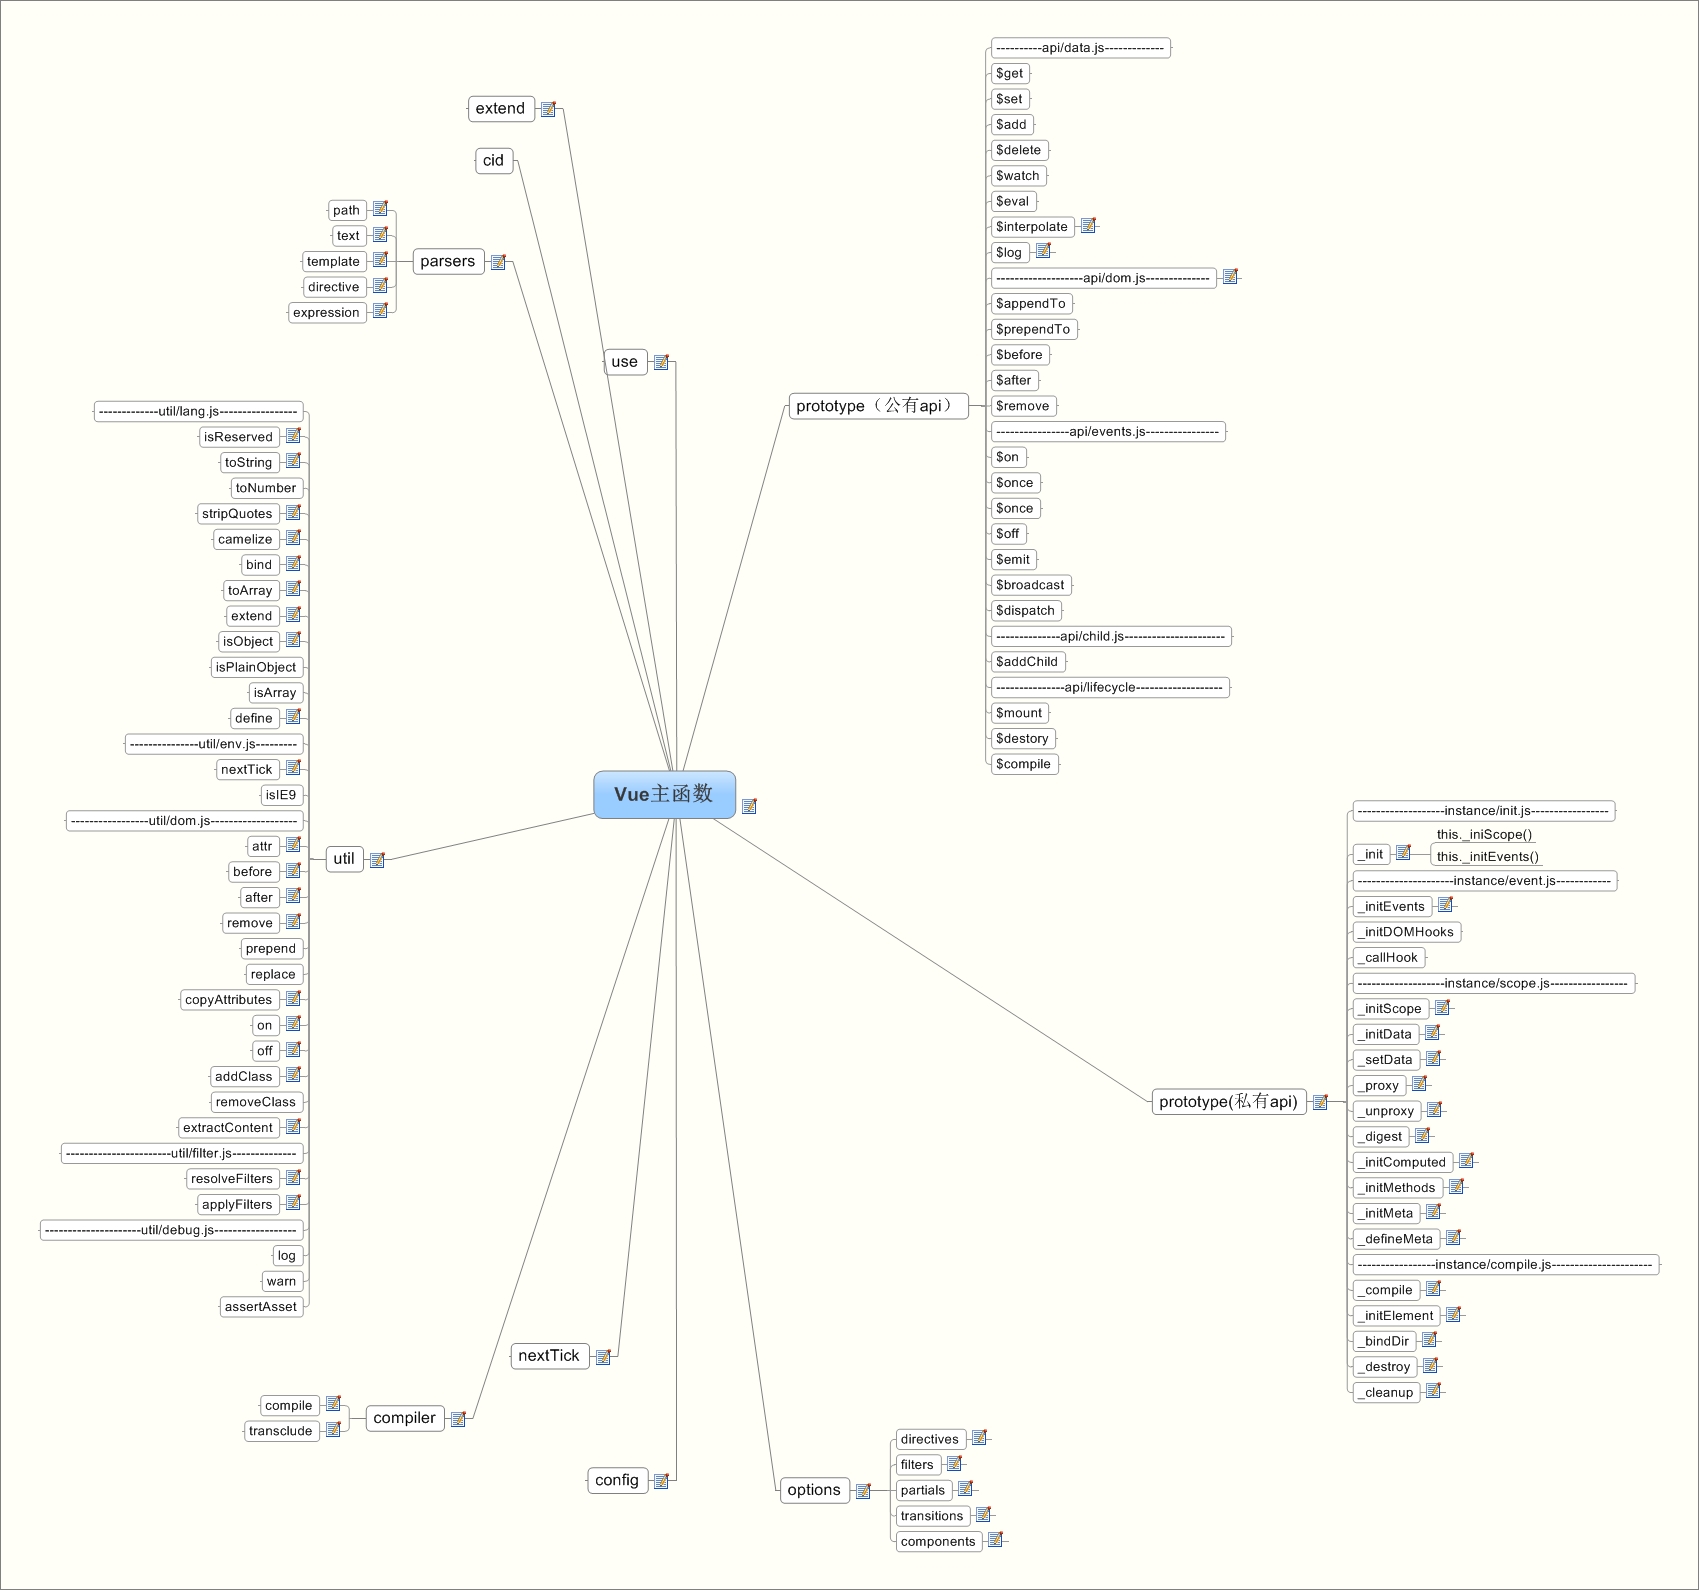 Vue主函数
extend
cid
parsers
path
text
template
directive
expression
use
util
-------------util/lang.js-----------------
isReserved
toString
toNumber
stripQuotes
camelize
bind
toArray
extend
isObject
isPlainObject
isArray
define
---------------util/env.js---------
nextTick
isIE9
-----------------util/dom.js-------------------
attr
before
after
remove
prepend
replace
copyAttributes
on
off
addClass
removeClass
extractContent
-----------------------util/filter.js--------------
resolveFilters
applyFilters
---------------------util/debug.js------------------
log
warn
assertAsset
compiler
compile
transclude
nextTick
config
prototype（公有api）
----------api/data.js-------------
$get
$set
$add
$delete
$watch
$eval
$interpolate
$log
-------------------api/dom.js--------------
$appendTo
$prependTo
$before
$after
$remove
----------------api/events.js----------------
$on
$once
$once
$off
$emit
$broadcast
$dispatch
--------------api/child.js----------------------
$addChild
---------------api/lifecycle-------------------
$mount
$destory
$compile
prototype(私有api)
-------------------instance/init.js-----------------
_init
this._iniScope()
this._initEvents()
---------------------instance/event.js------------
_initEvents
_initDOMHooks
_callHook
-------------------instance/scope.js-----------------
_initScope
_initData
_setData
_proxy
_unproxy
_digest
_initComputed
_initMethods
_initMeta
_defineMeta
-----------------instance/compile.js----------------------
_compile
_initElement
_bindDir
_destroy
_cleanup
options
directives
filters
partials
transitions
components